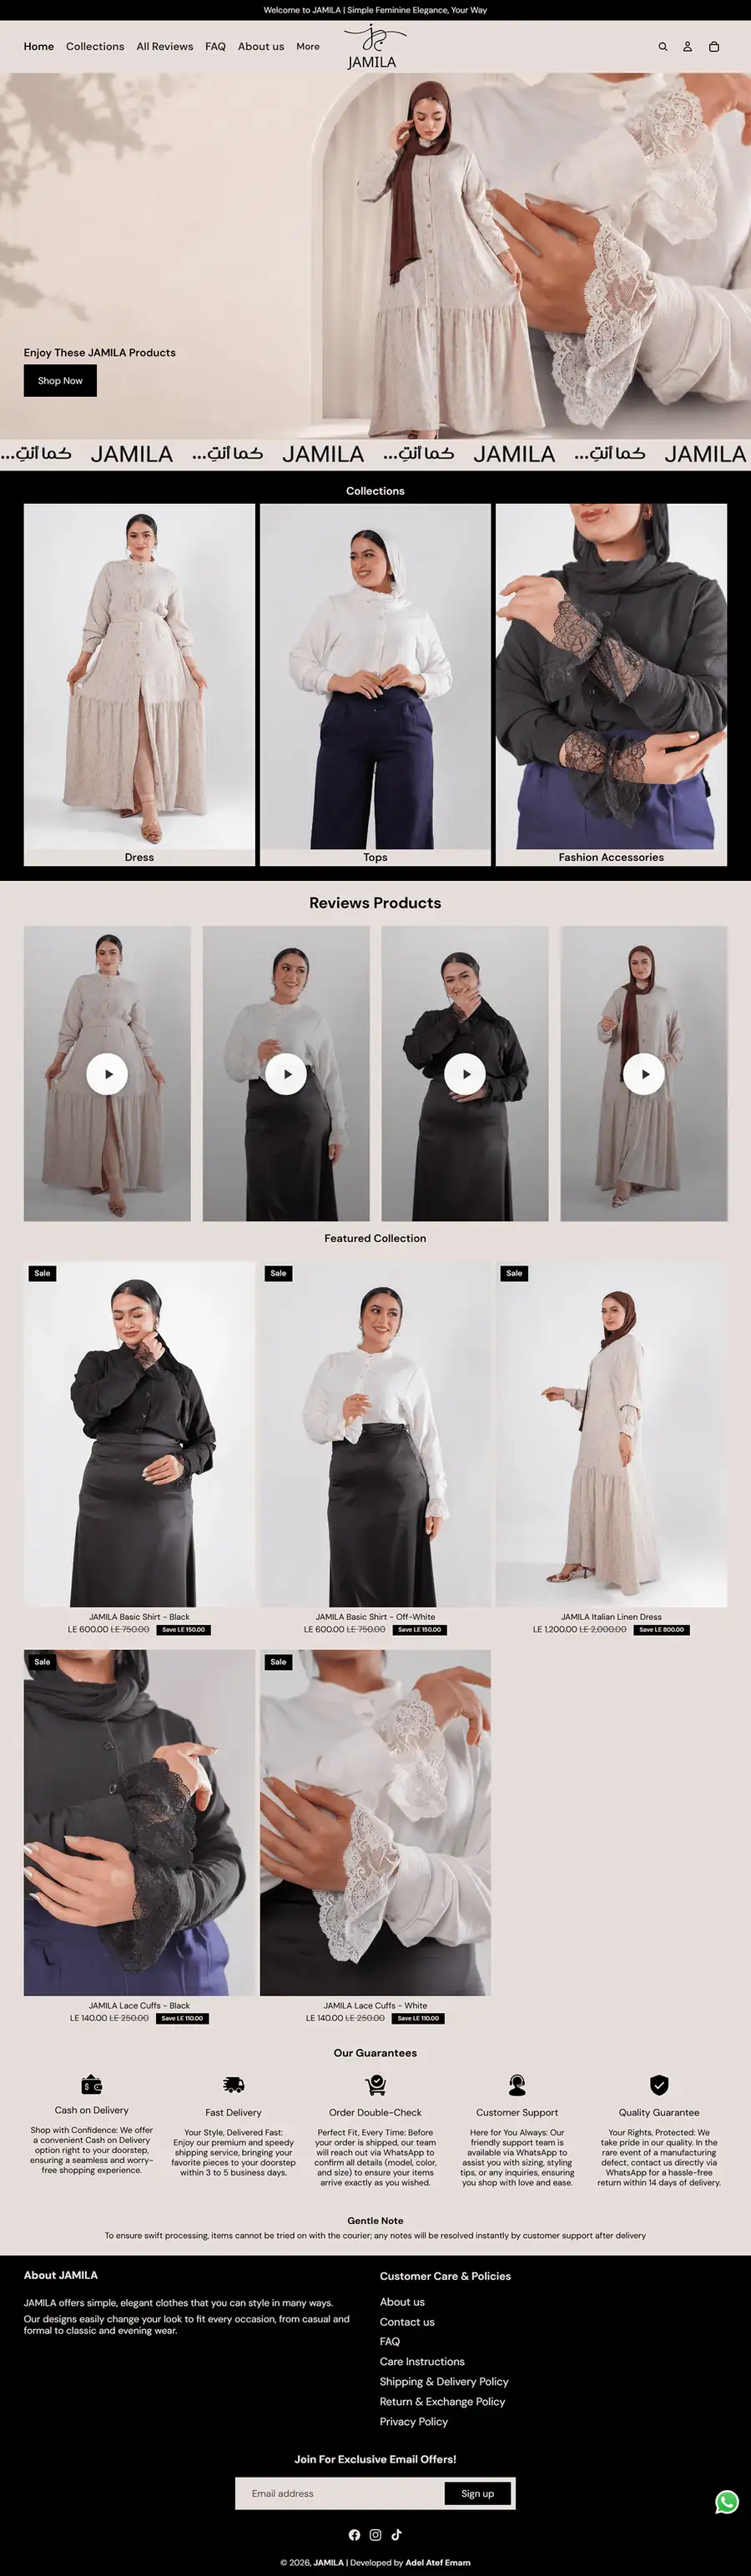 Welcome to JAMILA | Simple Feminine Elegance, Your Way
Home Collections All Reviews FAQ About us More
JAMILA
Enjoy These JAMILA Products
Shop Now
كما أنتِ... JAMILA كما أنتِ... JAMILA كما أنتِ... JAMILA كما أنتِ... JAMILA
Collections
Dress Tops Fashion Accessories
Reviews Products
Featured Collection
Sale Sale Sale
JAMILA Basic Shirt - Black
LE 600.00 LE 750.00 Save LE 150.00
JAMILA Basic Shirt - Off-White
LE 600.00 LE 750.00 Save LE 150.00
JAMILA Italian Linen Dress
LE 1,200.00 LE 2,000.00 Save LE 800.00
Sale Sale
JAMILA Lace Cuffs - Black
LE 140.00 LE 250.00 Save LE 110.00
JAMILA Lace Cuffs - White
LE 140.00 LE 250.00 Save LE 110.00
Our Guarantees
Cash on Delivery
Shop with Confidence: We offer
a convenient Cash on Delivery
option right to your doorstep,
ensuring a seamless and worry-
free shopping experience.
Fast Delivery
Your Style, Delivered Fast:
Enjoy our premium and speedy
shipping service, bringing your
favorite pieces to your doorstep
within 3 to 5 business days.
Order Double-Check
Perfect Fit, Every Time: Before
your order is shipped, our team
will reach out via WhatsApp to
confirm all details (model, color,
and size) to ensure your items
arrive exactly as you wished.
Customer Support
Here for You Always: Our
friendly support team is
available via WhatsApp to
assist you with sizing, styling
tips, or any inquiries, ensuring
you shop with love and ease.
Quality Guarantee
Your Rights, Protected: We
take pride in our quality. In the
rare event of a manufacturing
defect, contact us directly via
WhatsApp for a hassle-free
return within 14 days of delivery.
Gentle Note
To ensure swift processing, items cannot be tried on with the courier; any notes will be resolved instantly by customer support after delivery
About JAMILA
JAMILA offers simple, elegant clothes that you can style in many ways.
Our designs easily change your look to fit every occasion, from casual and
formal to classic and evening wear.
Customer Care & Policies
About us
Contact us
FAQ
Care Instructions
Shipping & Delivery Policy
Return & Exchange Policy
Privacy Policy
Join For Exclusive Email Offers!
Email address Sign up
© 2026, JAMILA | Developed by Adel Atef Emam